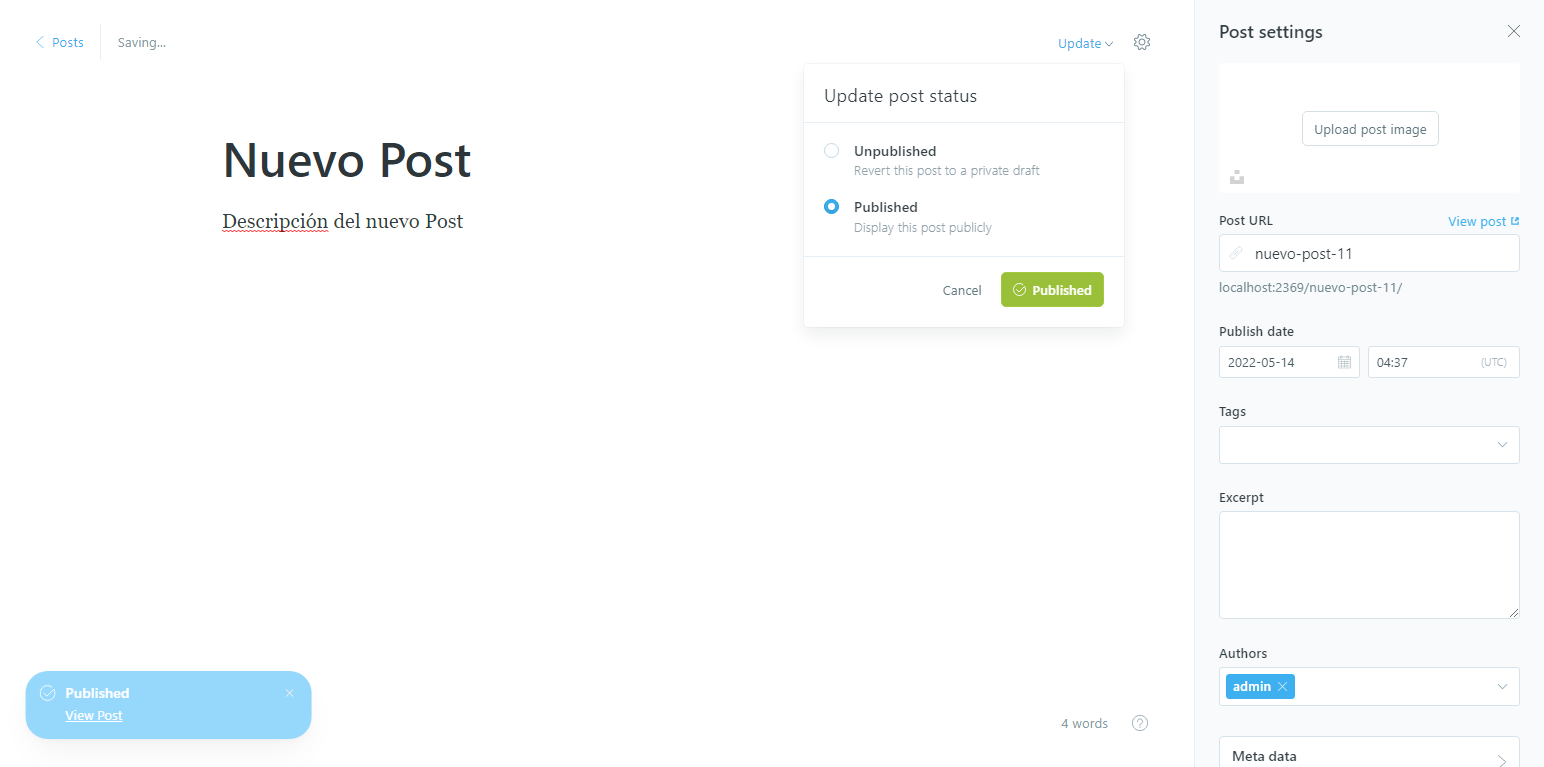 Posts
Saving...
Update
Nuevo Post
Descripción del nuevo Post
Update post status
Unpublished
Revert this post to a private draft
Published
Display this post publicly
Cancel
Published
Published
View Post
4 words
?
Post settings
Upload post image
Post URL
View post
nuevo-post-11
localhost:2369/nuevo-post-11/
Publish date
2022-05-14
04:37
(UTC)
Tags
Excerpt
Authors
admin
Meta data